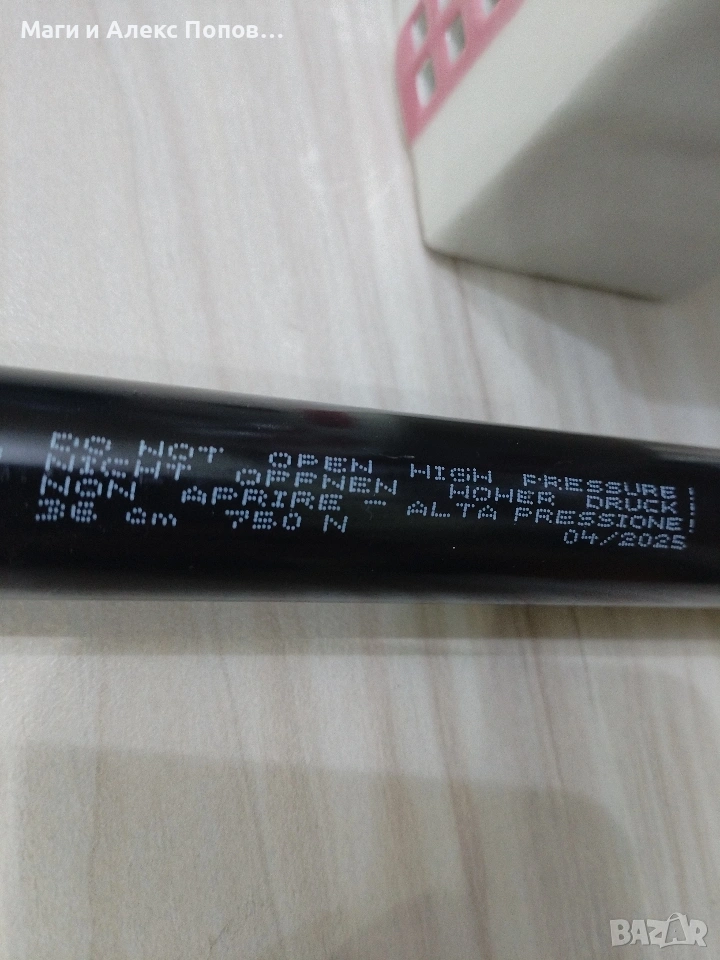 Маги и Алекс Попов...
DO NOT OPEN HIGH PRESSURE!
NICHT OFFNEN HOHER DRUCK
NON APRIRE - ALTA PRESSIONE!
36 cm 750 N 04/2025
BAZAR